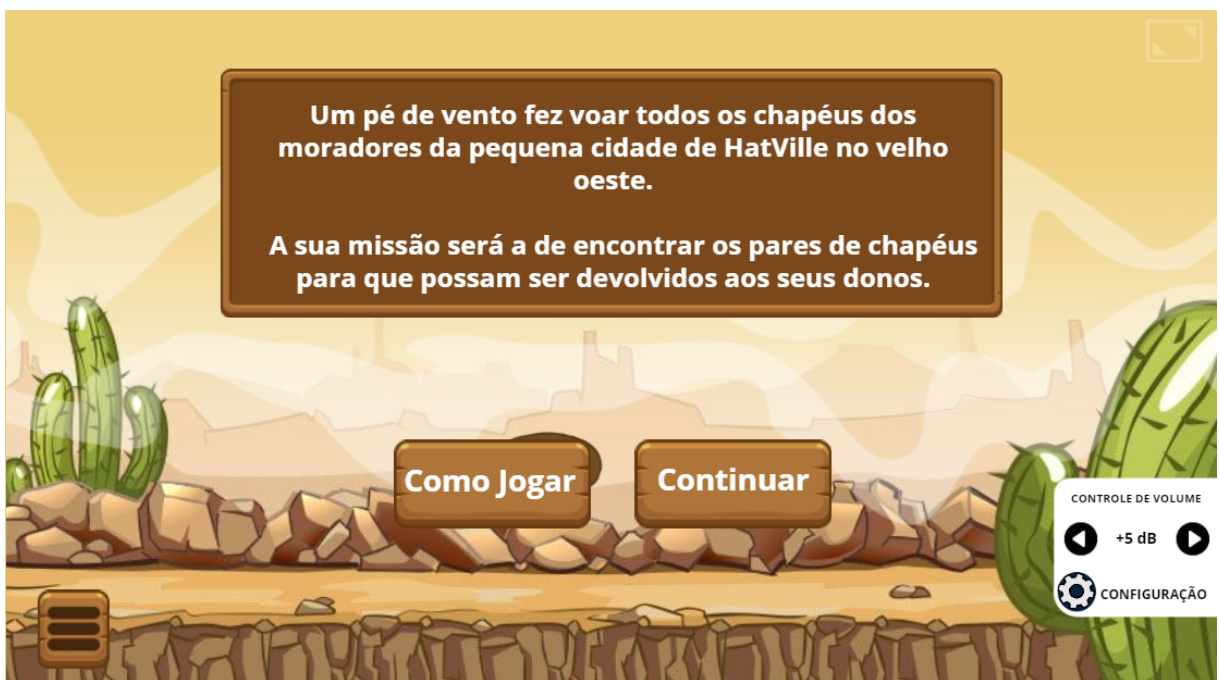 Um pé de vento fez voar todos os chapéus dos
moradores da pequena cidade de HatVille no velho
oeste.
A sua missão será a de encontrar os pares de chapéus
para que possam ser devolvidos aos seus donos.
Como Jogar
Continuar
CONTROLE DE VOLUME
+5 dB
CONFIGURAÇÃO